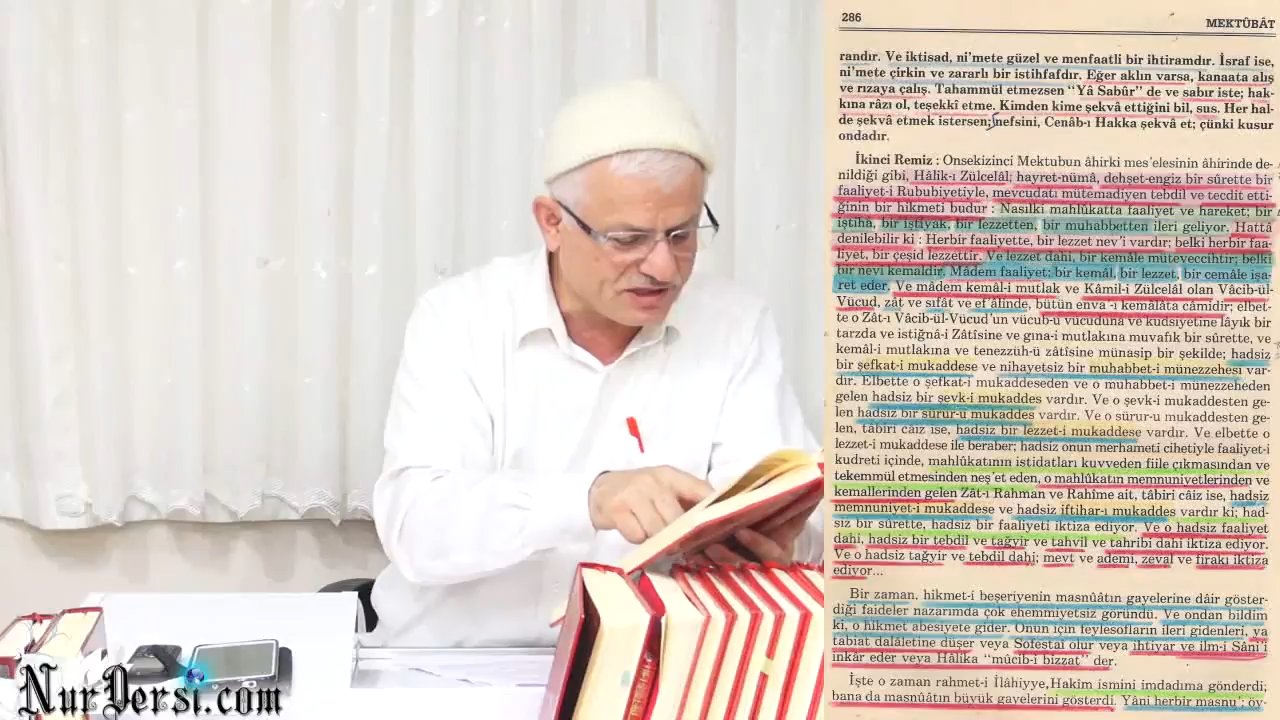 286
MEKTÛBÂT
randır. Ve iktisad, ni'mete güzel ve menfaatli bir ihtiramdır. İsraf ise,
ni'mete çirkin ve zararlı bir istihfafdır. Eğer aklın varsa, kanaata alış
ve rızaya çalış. Tahammül etmezsen "Yâ Sabûr" de ve sabır iste; hak-
kına râzı ol, teşekkî etme. Kimden kime şekvâ ettiğini bil, sus. Her hal-
de şekvâ etmek istersen; nefsini, Cenâb-ı Hakka şekvâ et; çünki kusur
ondadır.
İkinci Remiz : Onsekizinci Mektubun âhirki mes'elesinin âhirinde de-
nildiği gibi, Hâlik-ı Zülcelâl; hayret-nümâ, dehşet-engiz bir sûrette bir
faaliyet-i Rububiyetiyle, mevcudatı mütemadiyen tebdil ve tecdit etti-
ğinin bir hikmeti budur : Nasılki mahlûkatta faaliyet ve hareket; bir
iştiha, bir iştiyak, bir lezzetten, bir muhabbetten ileri geliyor. Hattâ
denilebilir ki : Herbir faaliyette, bir lezzet nev'i vardır; belki herbir faa-
liyet, bir çeşid lezzettir. Ve lezzet dahi, bir kemâle müteveccihtir; belki
bir nevi kemaldir. Mâdem faaliyet; bir kemâl, bir lezzet, bir cemâle işa-
ret eder. Ve mâdem kemâl-i mutlak ve Kâmil-i Zülcelâl olan Vâcib-ül-
Vücud, zât ve sıfât ve ef'âlinde, bütün enva'-ı kemâlâta câmidir; elbet-
te o Zât-ı Vâcib-ül-Vücud'un vücub-u vücuduna ve kudsiyetine lâyık bir
tarzda ve istiğnâ-i Zâtîsine ve gına-i mutlakına muvafık bir sûrette, ve
kemâl-i mutlakına ve tenezzüh-ü zâtîsine münasip bir şekilde; hadsiz
bir şefkat-i mukaddese ve nihayetsiz bir muhabbet-i münezzehesi var-
dır. Elbette o şefkat-i mukaddeseden ve o muhabbet-i münezzeheden
gelen hadsiz bir şevk-i mukaddes vardır. Ve o şevk-i mukaddesten ge-
len hadsiz bir sürur-u mukaddes vardır. Ve o sürur-u mukaddesten ge-
len, tâbiri câiz ise, hadsiz bir lezzet-i mukaddese vardır. Ve elbette o
lezzet-i mukaddese ile beraber; hadsiz onun merhameti cihetiyle faaliyet-i
kudreti içinde, mahlûkatının istidatları kuvveden fiile çıkmasından ve
tekemmül etmesinden neş'et eden, o mahlûkatın memnuniyetlerinden ve
kemallerinden gelen Zât-ı Rahman ve Rahîme ait, tâbiri câiz ise, hadsiz
memnuniyet-i mukaddese ve hadsiz iftihar-ı mukaddes vardır ki; had-
siz bir sûrette, hadsiz bir faaliyeti iktiza ediyor. Ve o hadsiz faaliyet
dahi, hadsiz bir tebdil ve tağyir ve tahvil ve tahribi dahi iktiza ediyor.
Ve o hadsiz tağyir ve tebdil dahi; mevt ve ademi, zeval ve firakı iktiza
ediyor...
Bir zaman, hikmet-i beşeriyenin masnûatın gayelerine dâir göster-
diği faideler nazarımda çok ehemmiyetsiz göründü. Ve ondan bildim
ki, o hikmet abesiyete gider. Onun için feylesofların ileri gidenleri, ya
tabiat dalâletine düşer veya Sofestaî olur veya ihtiyar ve ilm-i Sâni'i
inkâr eder veya Hâlika "mûcib-i bizzat" der.
İşte o zaman rahmet-i İlâhiyye, Hakîm ismini imdadıma gönderdi;
bana da masnûatın büyük gayelerini gösterdi. Yâni herbir masnu'; öy-
NurDersi.com